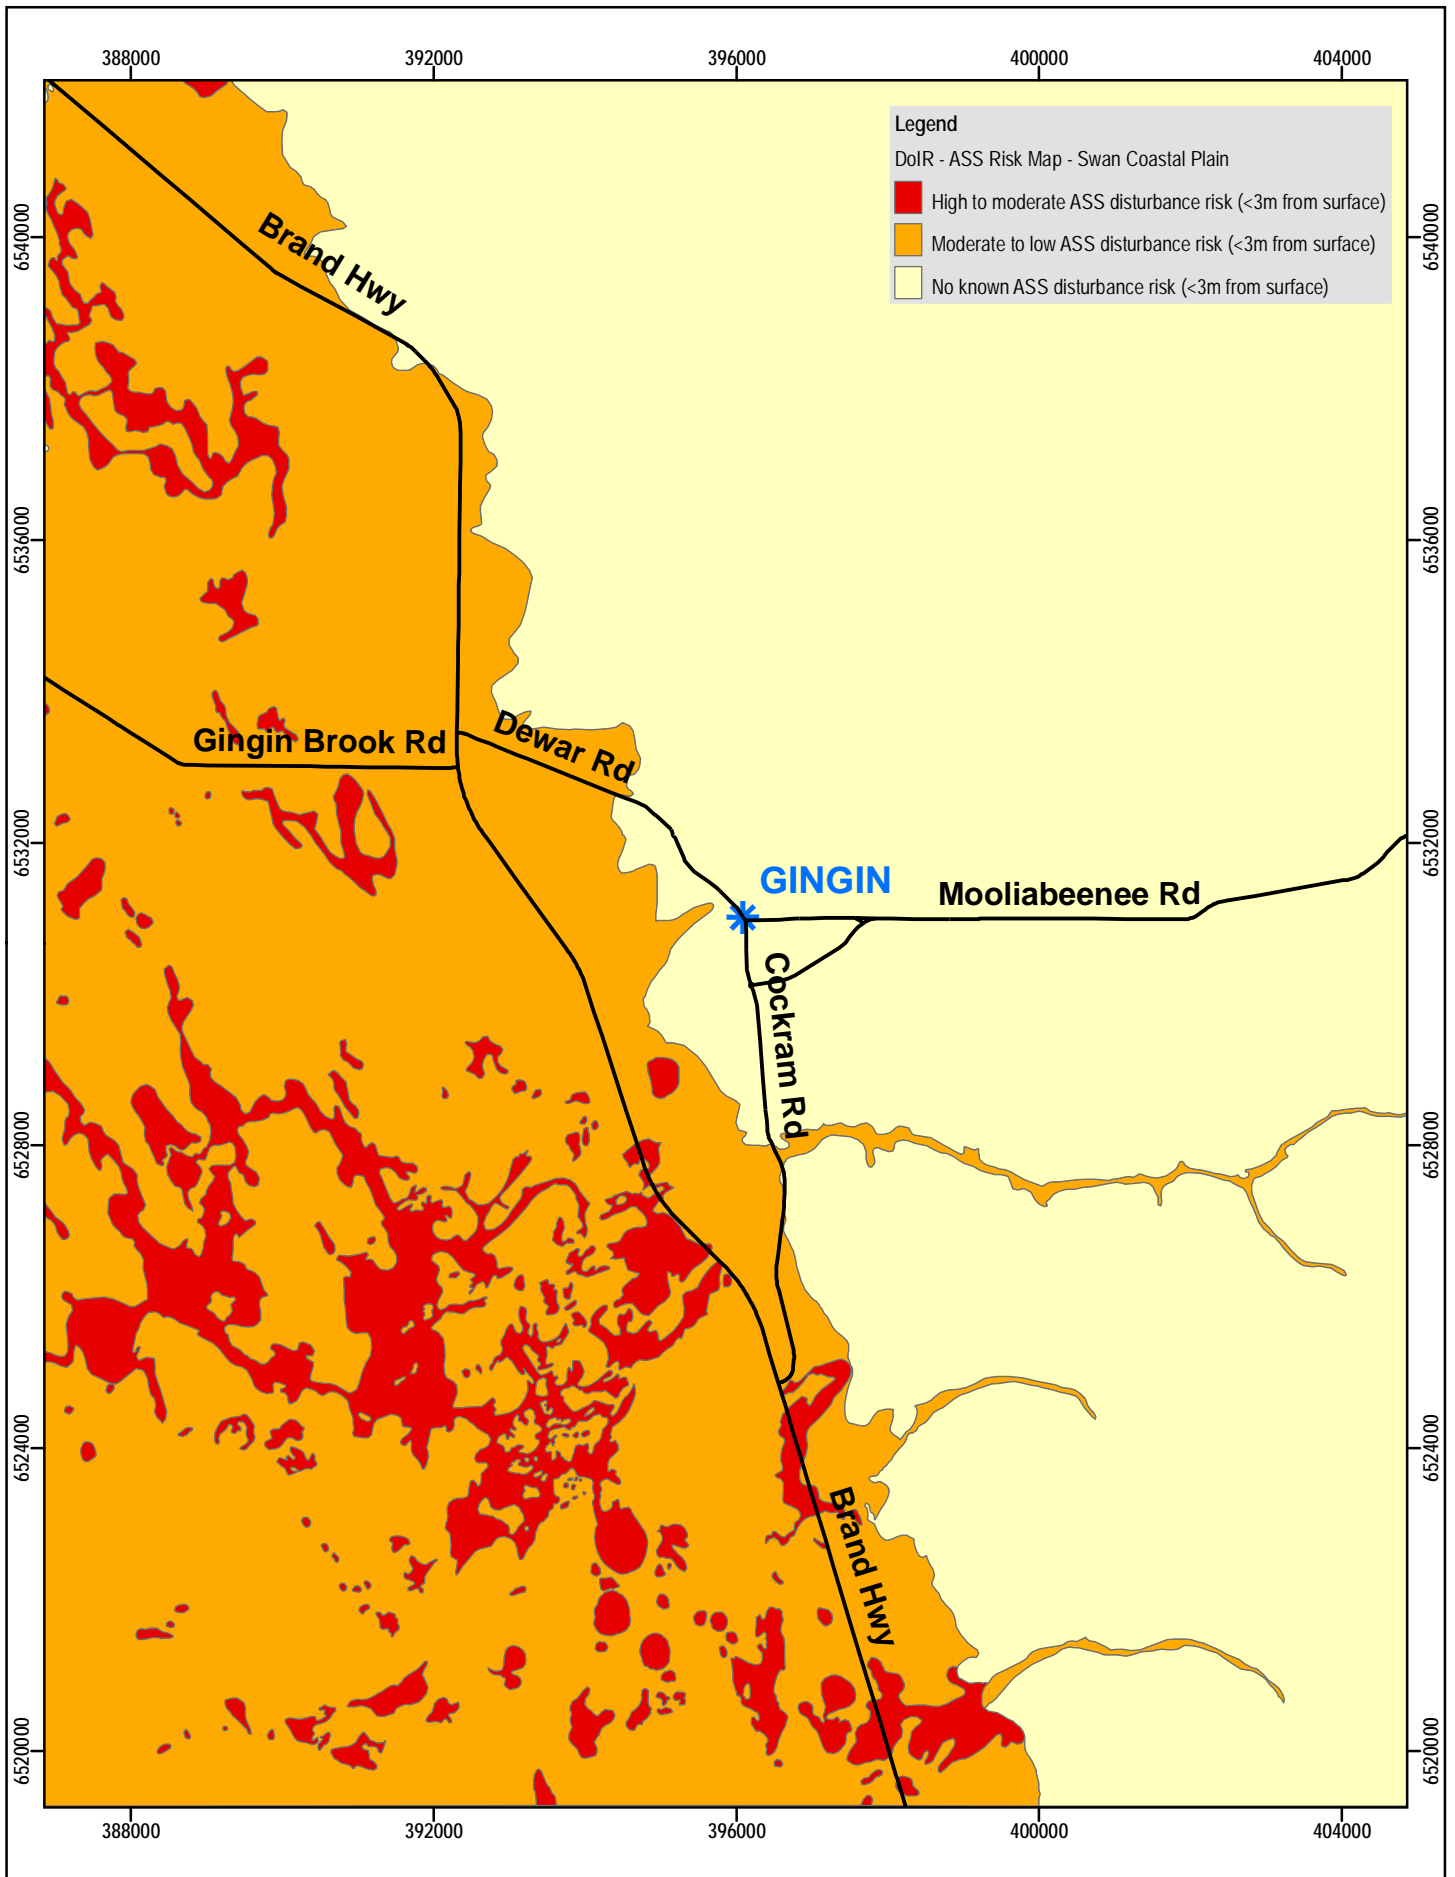 388000 392000 396000 400000 404000
Legend
DoIR - ASS Risk Map - Swan Coastal Plain
High to moderate ASS disturbance risk (<3m from surface)
Moderate to low ASS disturbance risk (<3m from surface)
No known ASS disturbance risk (<3m from surface)
6540000
6540000
Brand Hwy
6536000
6536000
Dewar Rd
Gingin Brook Rd
6532000
6532000
GINGIN
Mooliabeenee Rd
Cockram Rd
6528000
6528000
6524000
6524000
Brand Hwy
6520000
6520000
388000 392000 396000 400000 404000